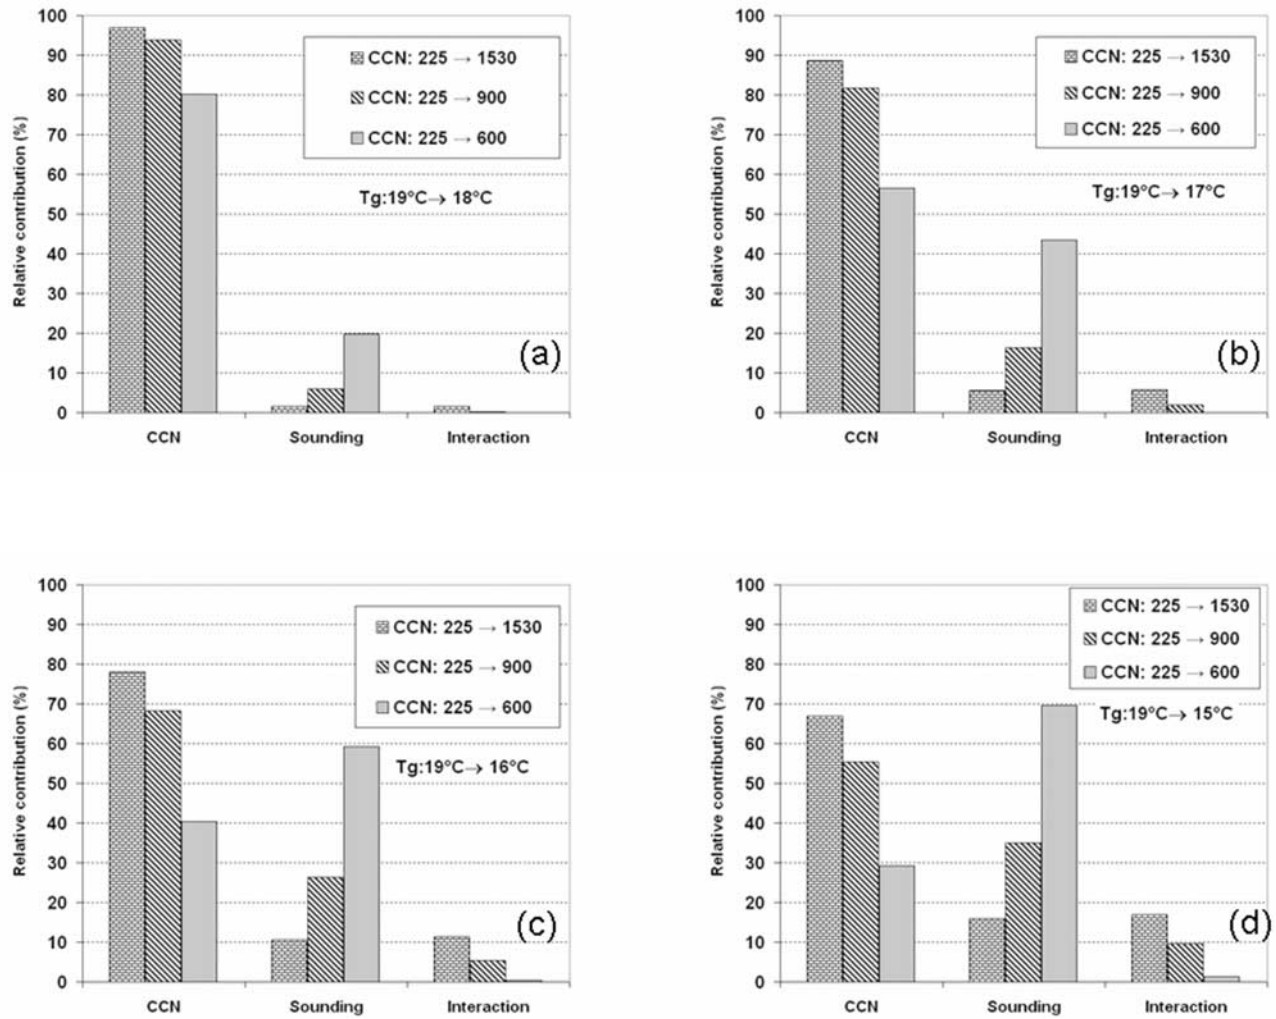 100
90
80
70
60
50
40
30
20
10
0
Relative contribution (%)
CCN: 225 → 1530
CCN: 225 → 900
CCN: 225 → 600
Tg:19°C→ 18°C
(a)
CCN Sounding Interaction
100
90
80
70
60
50
40
30
20
10
0
Relative contribution (%)
CCN: 225 → 1530
CCN: 225 → 900
CCN: 225 → 600
Tg:19°C→ 17°C
(b)
CCN Sounding Interaction
100
90
80
70
60
50
40
30
20
10
0
Relative contribution (%)
CCN: 225 → 1530
CCN: 225 → 900
CCN: 225 → 600
Tg:19°C→ 16°C
(c)
CCN Sounding Interaction
100
90
80
70
60
50
40
30
20
10
0
Relative contribution (%)
CCN: 225 → 1530
CCN: 225 → 900
CCN: 225 → 600
Tg:19°C→ 15°C
(d)
CCN Sounding Interaction